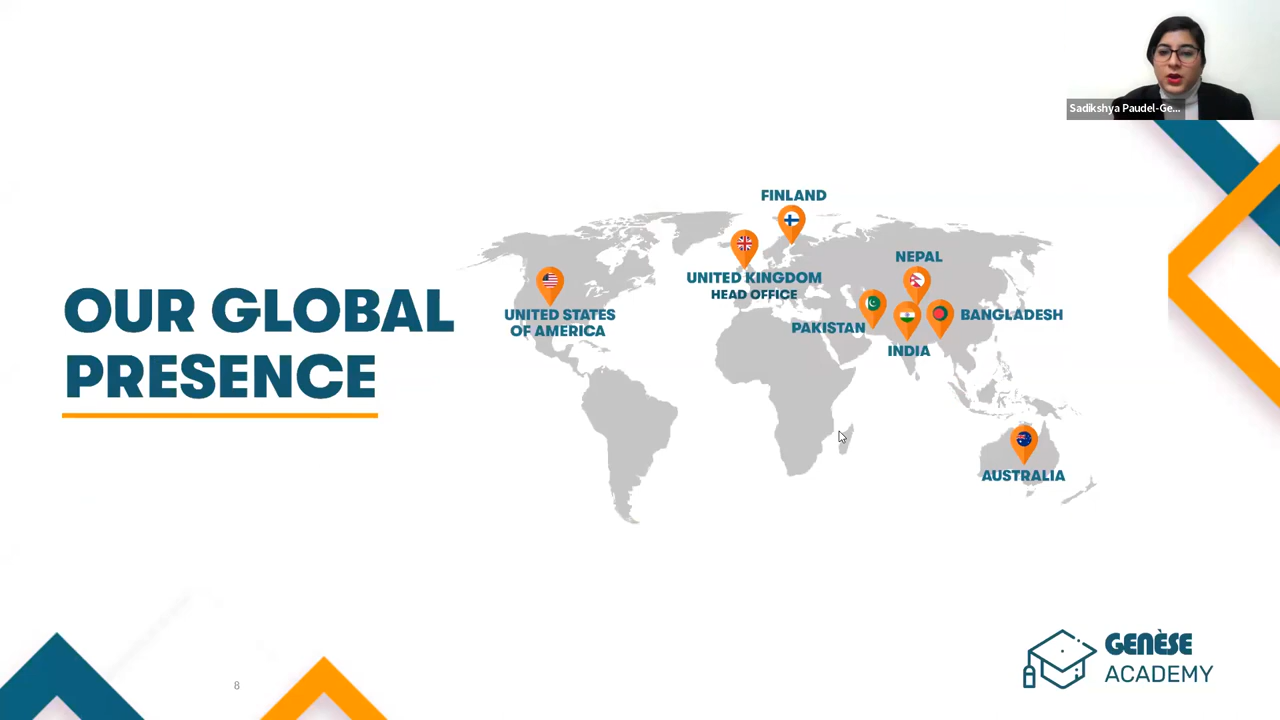 Sadikshya Paudel-Ge...
OUR GLOBAL
PRESENCE
FINLAND
UNITED KINGDOM
HEAD OFFICE
UNITED STATES
OF AMERICA
NEPAL
PAKISTAN
BANGLADESH
INDIA
AUSTRALIA
8
GENÈSE
ACADEMY